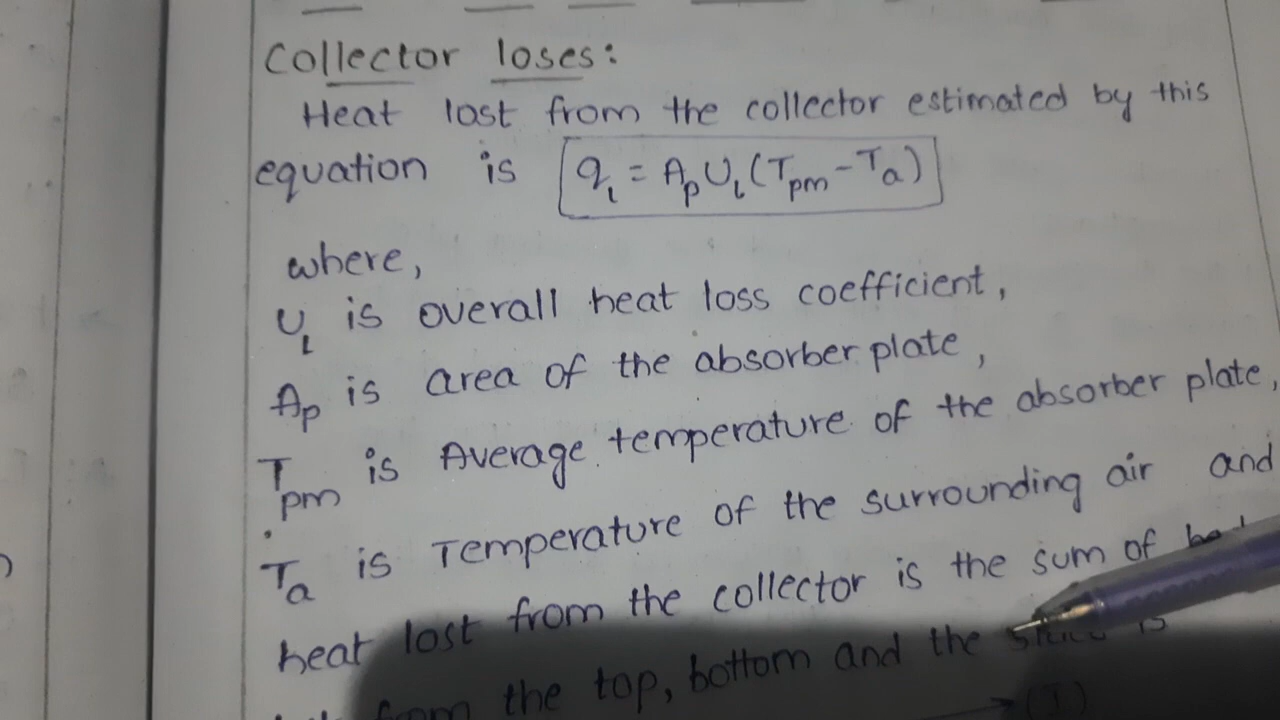 Collector loses:
Heat lost from the collector estimated by this
equation is q_l = A_p U_l (T_pm - T_a)
where,
U_l is overall heat loss coefficient,
A_p is area of the absorber plate,
T_pm is Average temperature of the absorber plate,
T_a is Temperature of the surrounding air and
heat lost from the collector is the sum of
from the top, bottom and the is